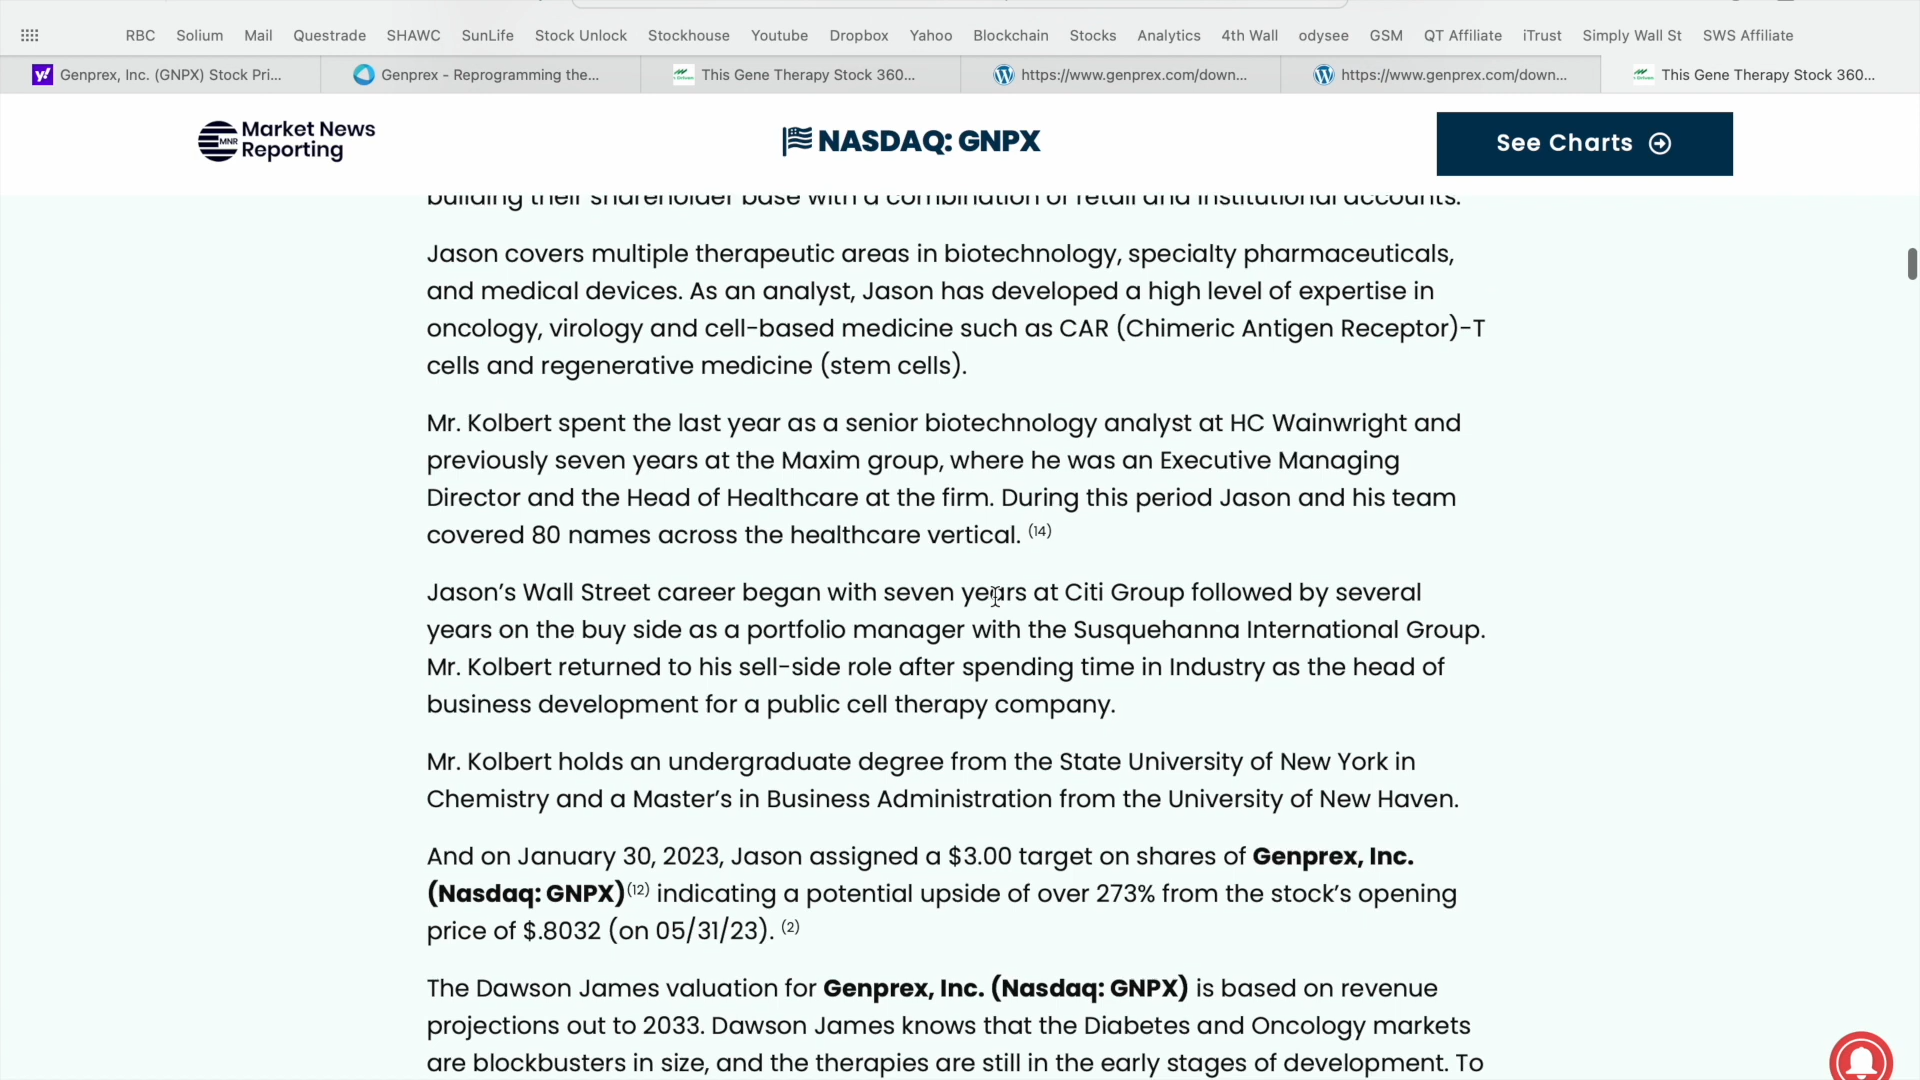 RBC Solium Mail Questrade SHAWC SunLife Stock Unlock Stockhouse Youtube Dropbox Yahoo Blockchain Stocks Analytics 4th Wall odysee GSM QT Affiliate iTrust Simply Wall St SWS Affiliate
Genprex, Inc. (GNPX) Stock Pri... Genprex - Reprogramming the... This Gene Therapy Stock 360... https://www.genprex.com/down... https://www.genprex.com/down... This Gene Therapy Stock 360...
MNR Market News
Reporting
NASDAQ: GNPX
See Charts
building their shareholder base with a combination of retail and institutional accounts.
Jason covers multiple therapeutic areas in biotechnology, specialty pharmaceuticals,
and medical devices. As an analyst, Jason has developed a high level of expertise in
oncology, virology and cell-based medicine such as CAR (Chimeric Antigen Receptor)-T
cells and regenerative medicine (stem cells).
Mr. Kolbert spent the last year as a senior biotechnology analyst at HC Wainwright and
previously seven years at the Maxim group, where he was an Executive Managing
Director and the Head of Healthcare at the firm. During this period Jason and his team
covered 80 names across the healthcare vertical. (14)
Jason’s Wall Street career began with seven years at Citi Group followed by several
years on the buy side as a portfolio manager with the Susquehanna International Group.
Mr. Kolbert returned to his sell-side role after spending time in Industry as the head of
business development for a public cell therapy company.
Mr. Kolbert holds an undergraduate degree from the State University of New York in
Chemistry and a Master’s in Business Administration from the University of New Haven.
And on January 30, 2023, Jason assigned a $3.00 target on shares of Genprex, Inc.
(Nasdaq: GNPX)(12) indicating a potential upside of over 273% from the stock’s opening
price of $.8032 (on 05/31/23). (2)
The Dawson James valuation for Genprex, Inc. (Nasdaq: GNPX) is based on revenue
projections out to 2033. Dawson James knows that the Diabetes and Oncology markets
are blockbusters in size, and the therapies are still in the early stages of development. To